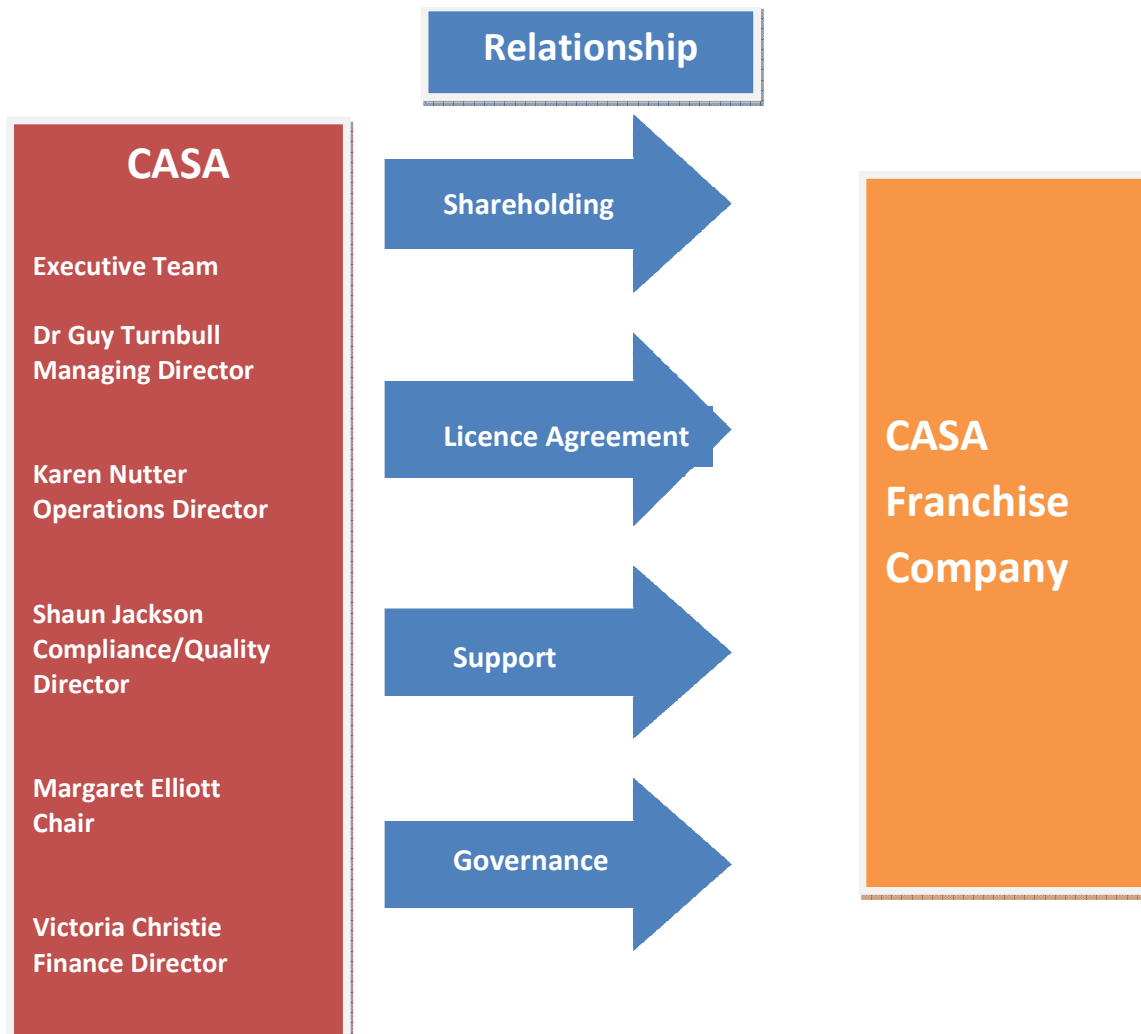 Relationship
CASA
Executive Team
Dr Guy Turnbull
Managing Director
Karen Nutter
Operations Director
Shaun Jackson
Compliance/Quality
Director
Margaret Elliott
Chair
Victoria Christie
Finance Director
Shareholding
Licence Agreement
Support
Governance
CASA
Franchise
Company